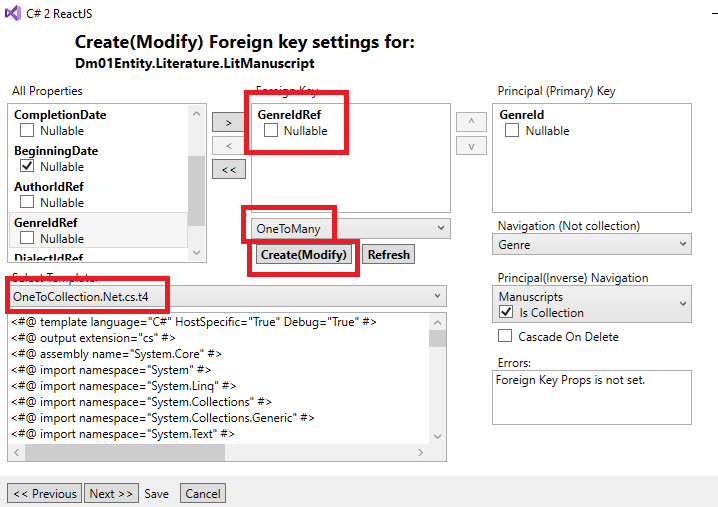 C# 2 ReactJS
Create(Modify) Foreign key settings for:
Dm01Entity.Literature.LitManuscript
All Properties
Foreign Key
Principal (Primary) Key
CompletionDate
Nullable
BeginningDate
Nullable
AuthorIdRef
Nullable
GenreIdRef
Nullable
DialectIdRef
>
<
<<
GenreIdRef
Nullable
^
v
GenreId
Nullable
OneToMany
Create(Modify)
Refresh
Navigation (Not collection)
Genre
Select Template:
OneToCollection.Net.cs.t4
Principal(Inverse) Navigation
Manuscripts
Is Collection
Cascade On Delete
<#@ template language="C#" HostSpecific="True" Debug="True" #>
<#@ output extension="cs" #>
<#@ assembly name="System.Core" #>
<#@ import namespace="System" #>
<#@ import namespace="System.Linq" #>
<#@ import namespace="System.Collections" #>
<#@ import namespace="System.Collections.Generic" #>
<#@ import namespace="System.Text" #>
Errors:
Foreign Key Props is not set.
<< Previous
Next >>
Save
Cancel